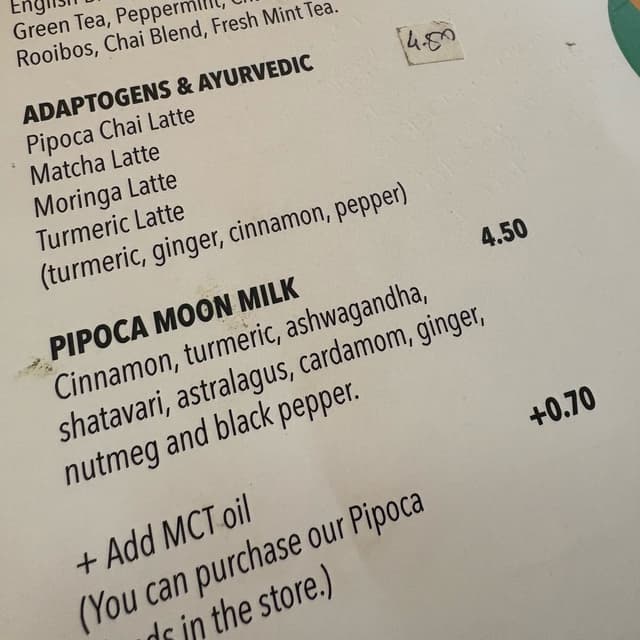 English
Green Tea, Peppermint,
Rooibos, Chai Blend, Fresh Mint Tea.
ADAPTOGENS & AYURVEDIC
4.80
Pipoca Chai Latte
Matcha Latte
Moringa Latte
Turmeric Latte
(turmeric, ginger, cinnamon, pepper)
PIPOCA MOON MILK
4.50
Cinnamon, turmeric, ashwagandha,
shatavari, astralagus, cardamom, ginger,
nutmeg and black pepper.
+ Add MCT oil
+0.70
(You can purchase our Pipoca
in the store.)